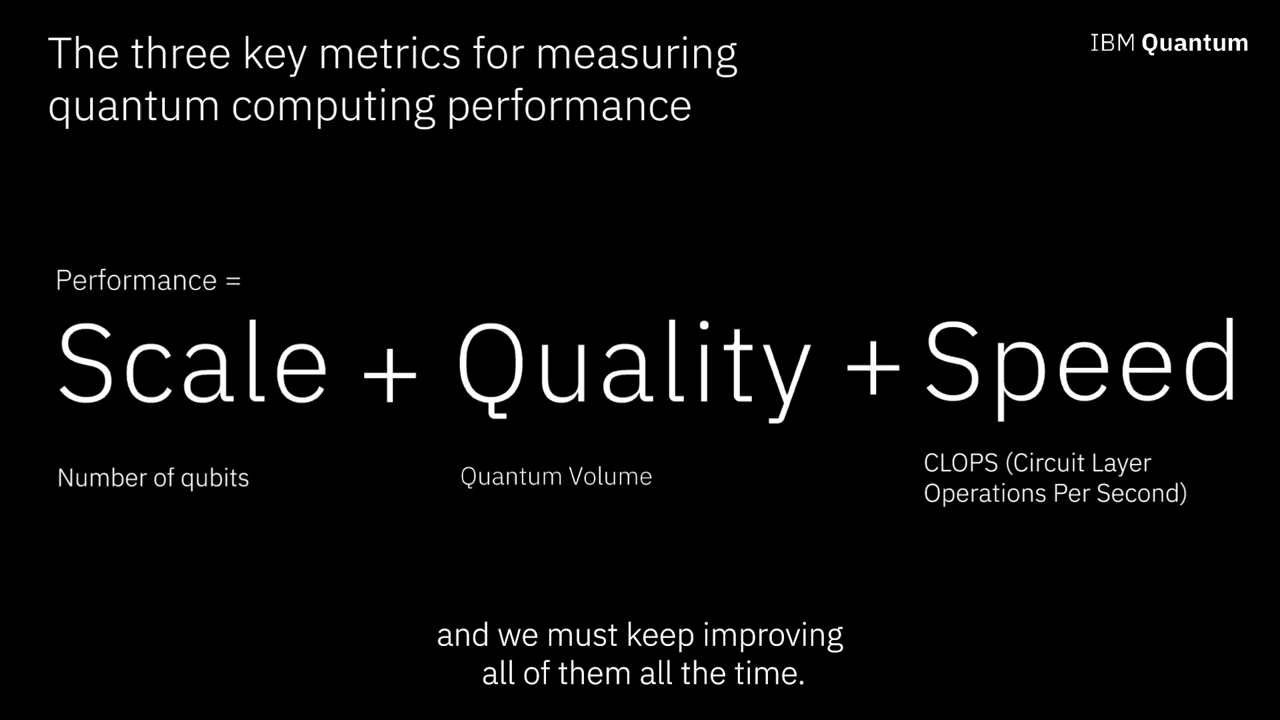 The three key metrics for measuring
quantum computing performance
IBM Quantum
Performance =
Scale + Quality + Speed
Number of qubits
Quantum Volume
CLOPS (Circuit Layer
Operations Per Second)
and we must keep improving
all of them all the time.